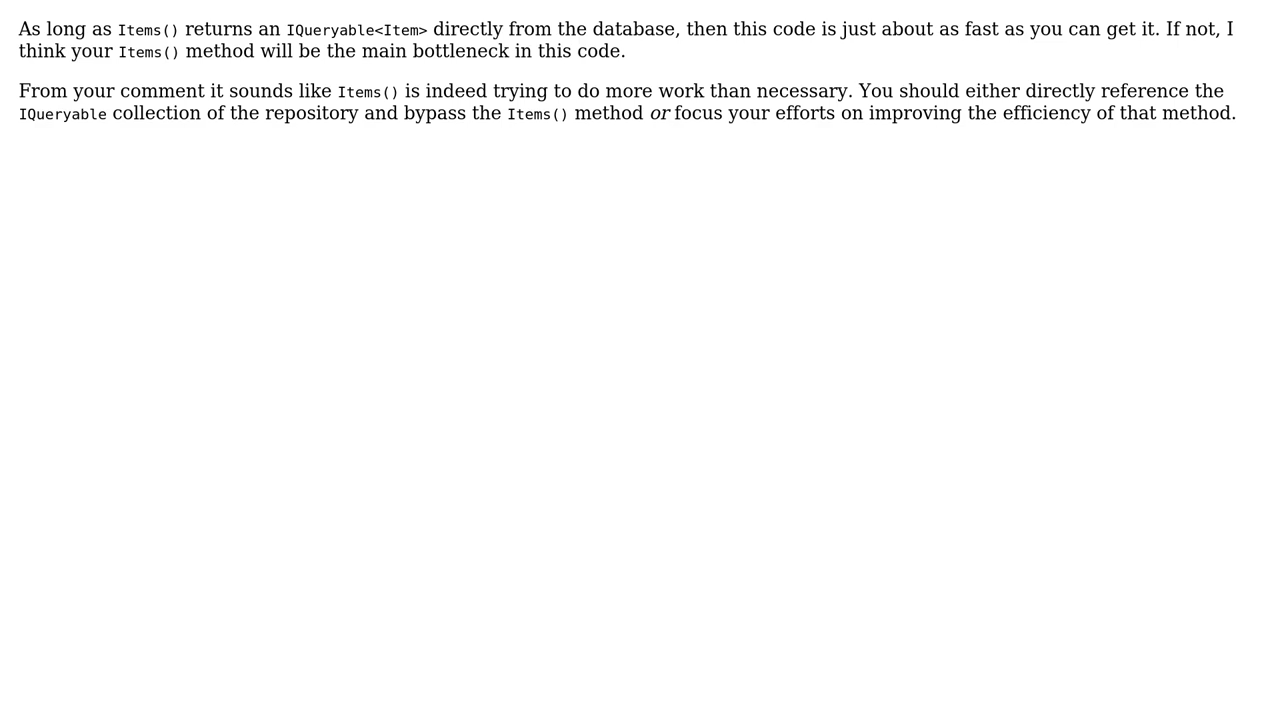 As long as Items() returns an IQueryable<Item> directly from the database, then this code is just about as fast as you can get it. If not, I
think your Items() method will be the main bottleneck in this code.
From your comment it sounds like Items() is indeed trying to do more work than necessary. You should either directly reference the
IQueryable collection of the repository and bypass the Items() method or focus your efforts on improving the efficiency of that method.